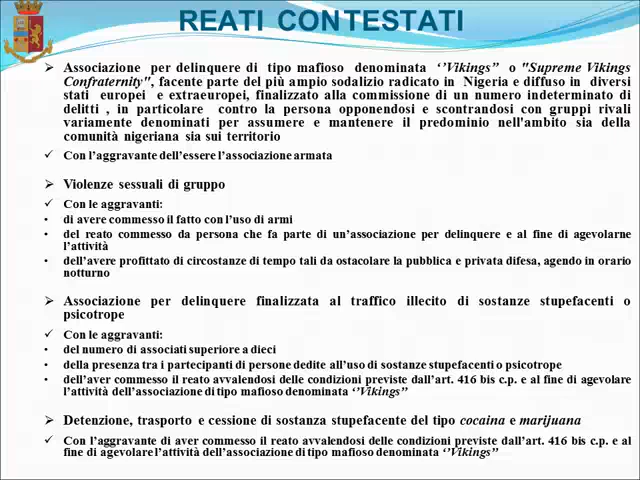 REATI CONTESTATI
➢ Associazione per delinquere di tipo mafioso denominata ‘’Vikings” o "Supreme Vikings
Confraternity", facente parte del più ampio sodalizio radicato in Nigeria e diffuso in diversi
stati europei e extraeuropei, finalizzato alla commissione di un numero indeterminato di
delitti , in particolare contro la persona opponendosi e scontrandosi con gruppi rivali
variamente denominati per assumere e mantenere il predominio nell'ambito sia della
comunità nigeriana sia sui territorio
✓ Con l’aggravante dell’essere l’associazione armata
➢ Violenze sessuali di gruppo
✓ Con le aggravanti:
• di avere commesso il fatto con l’uso di armi
• del reato commesso da persona che fa parte di un’associazione per delinquere e al fine di agevolarne
l’attività
• dell’avere profittato di circostanze di tempo tali da ostacolare la pubblica e privata difesa, agendo in orario
notturno
➢ Associazione per delinquere finalizzata al traffico illecito di sostanze stupefacenti o
psicotrope
✓ Con le aggravanti:
• del numero di associati superiore a dieci
• della presenza tra i partecipanti di persone dedite all’uso di sostanze stupefacenti o psicotrope
• dell’aver commesso il reato avvalendosi delle condizioni previste dall’art. 416 bis c.p. e al fine di agevolare
l’attività dell’associazione di tipo mafioso denominata ‘’Vikings”
➢ Detenzione, trasporto e cessione di sostanza stupefacente del tipo cocaina e marijuana
✓ Con l’aggravante di aver commesso il reato avvalendosi delle condizioni previste dall’art. 416 bis c.p. e al
fine di agevolare l’attività dell’associazione di tipo mafioso denominata ‘’Vikings”